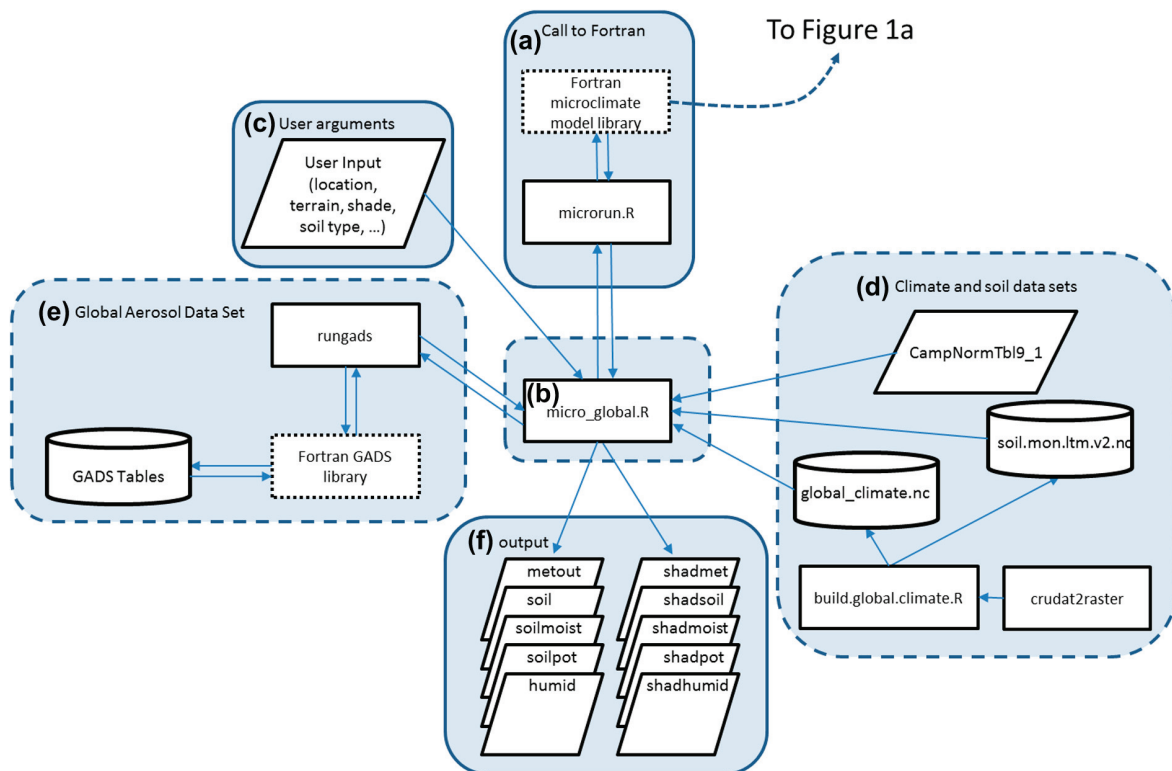 (a)
Call to Fortran
Fortran
microclimate
model library
microrun.R
To Figure 1a
(c)
User arguments
User Input
(location,
terrain, shade,
soil type, ...)
(e)
Global Aerosol Data Set
rungads
GADS Tables
Fortran GADS
library
(b)
micro_global.R
(d)
Climate and soil data sets
CampNormTbl9_1
soil.mon.ltm.v2.nc
global_climate.nc
build.global.climate.R
crudat2raster
(f)
output
metout
soil
soilmoist
soilpot
humid
shadmet
shadsoil
shadmoist
shadpot
shadhumid